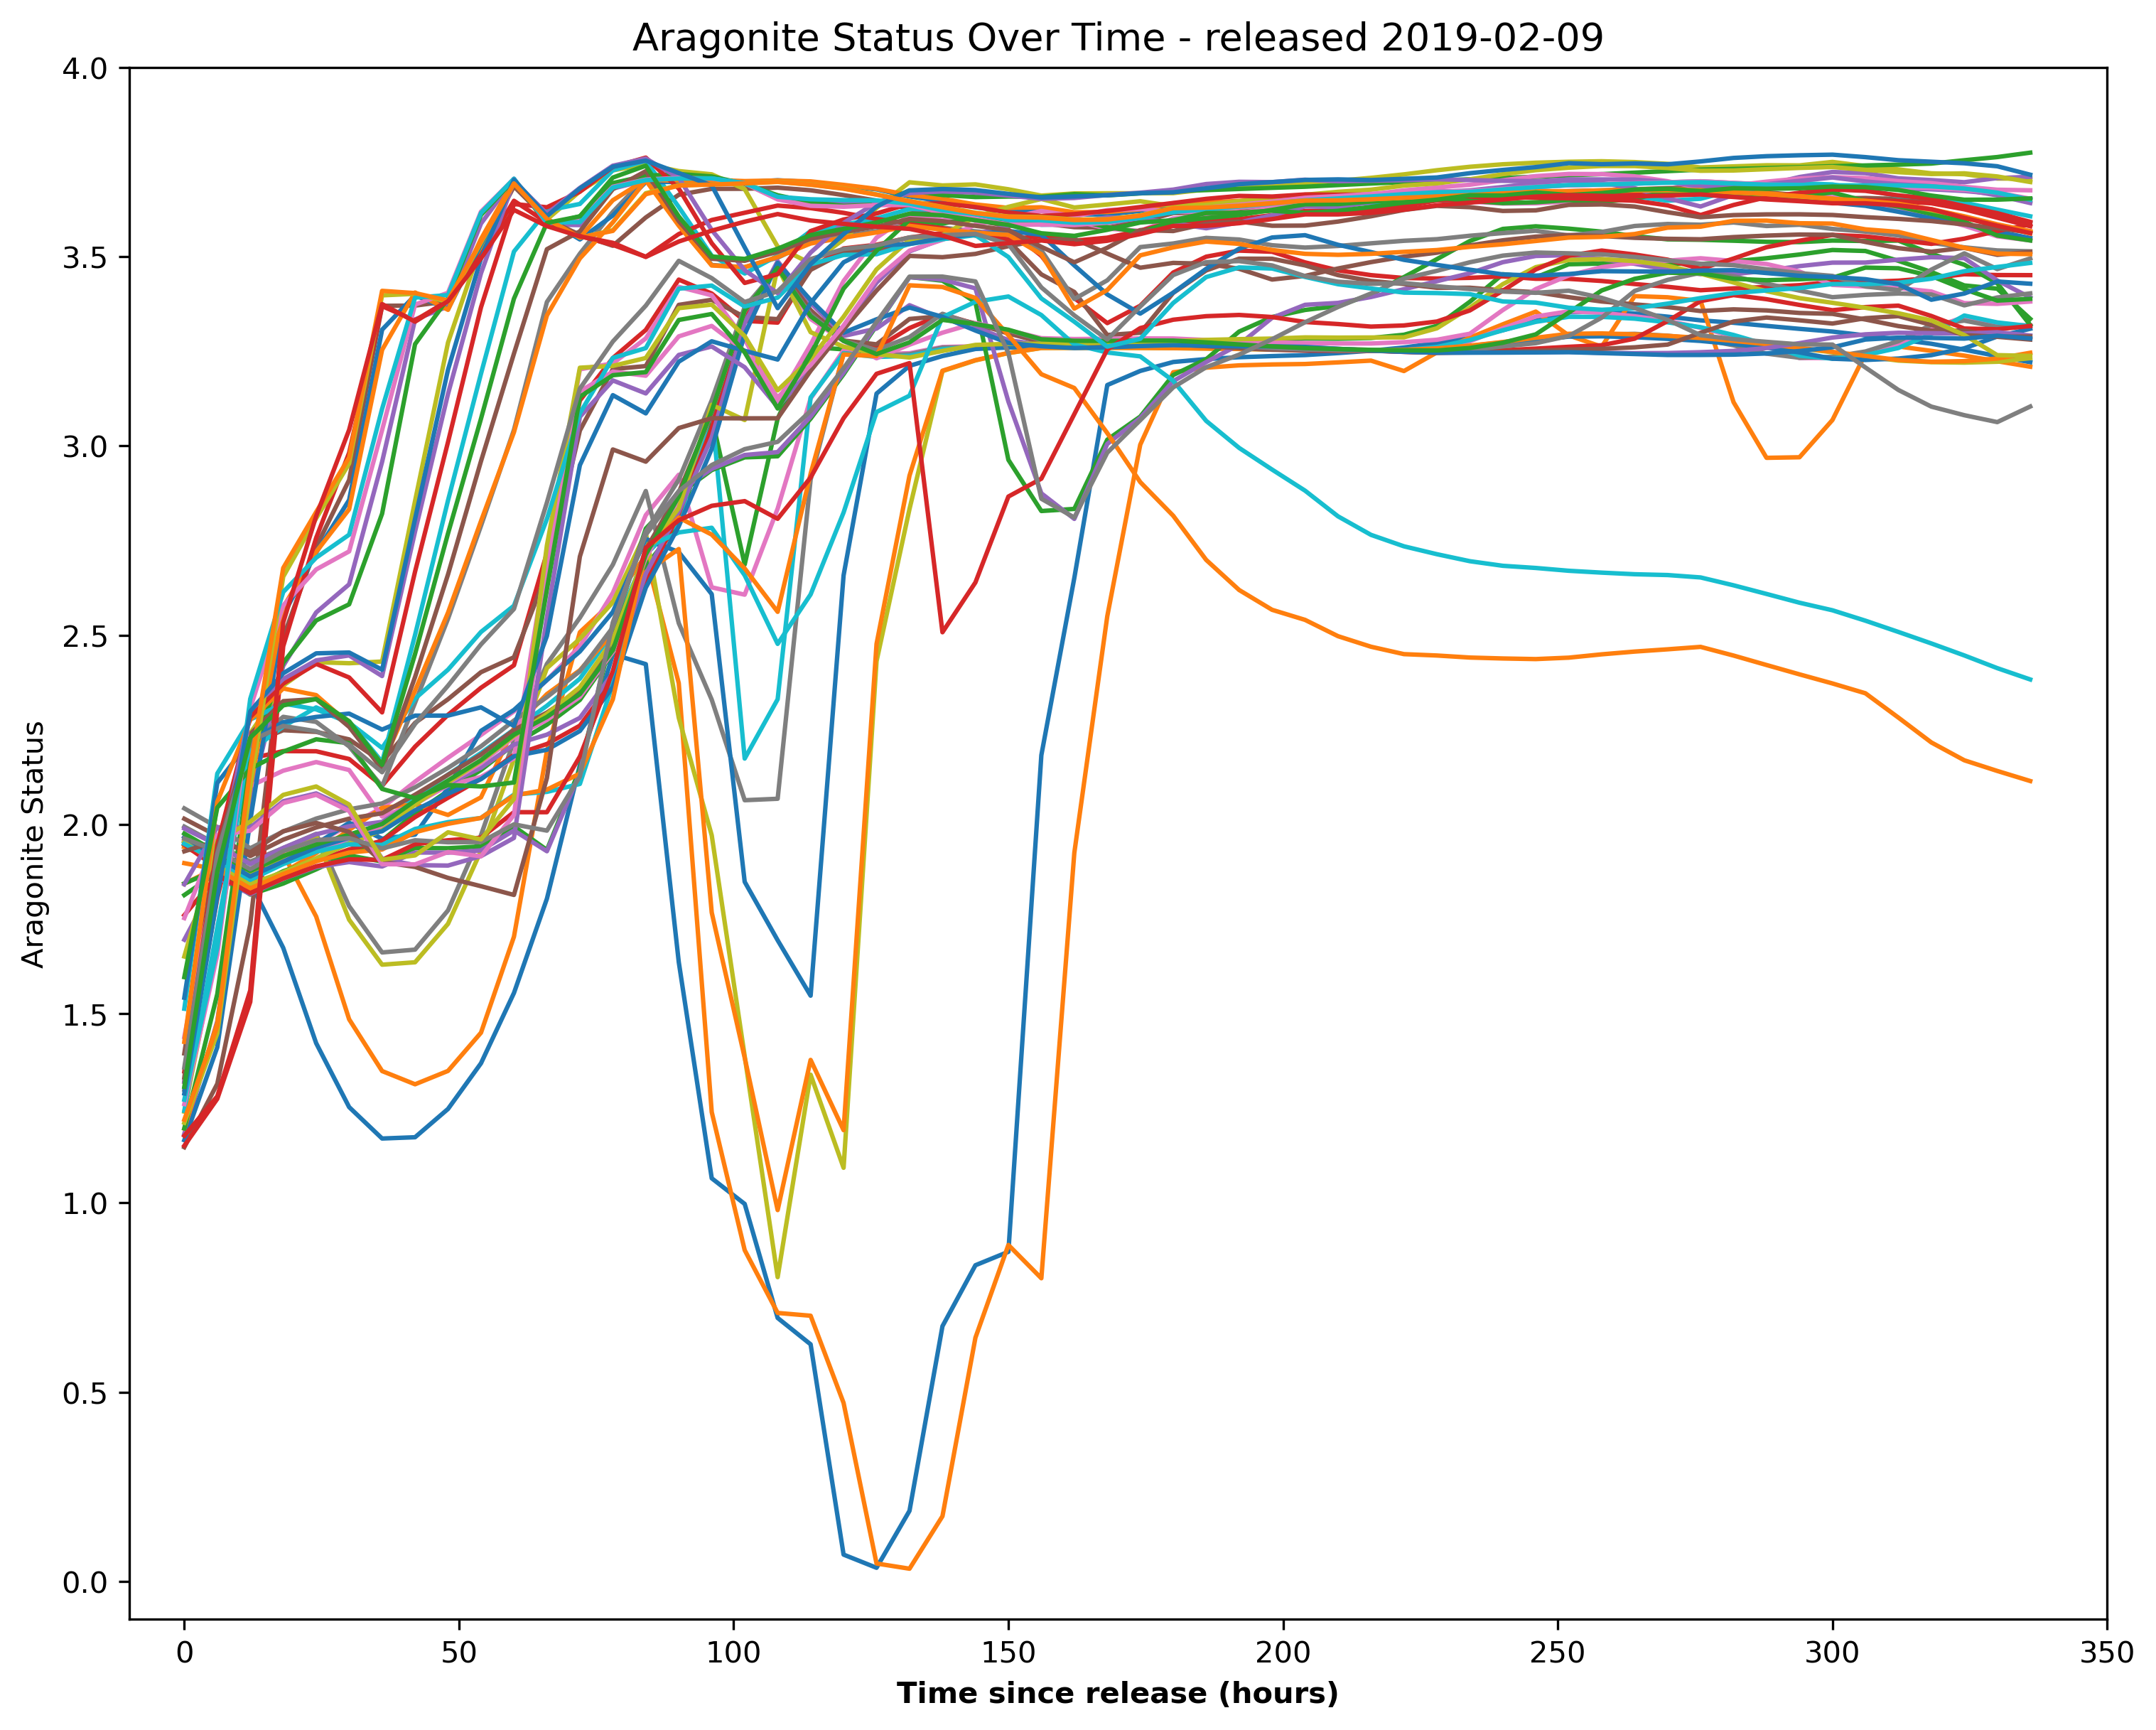 Aragonite Status Over Time - released 2019-02-09
4.0
3.5
3.0
2.5
2.0
1.5
1.0
0.5
0.0
Aragonite Status
0 50 100 150 200 250 300 350
Time since release (hours)